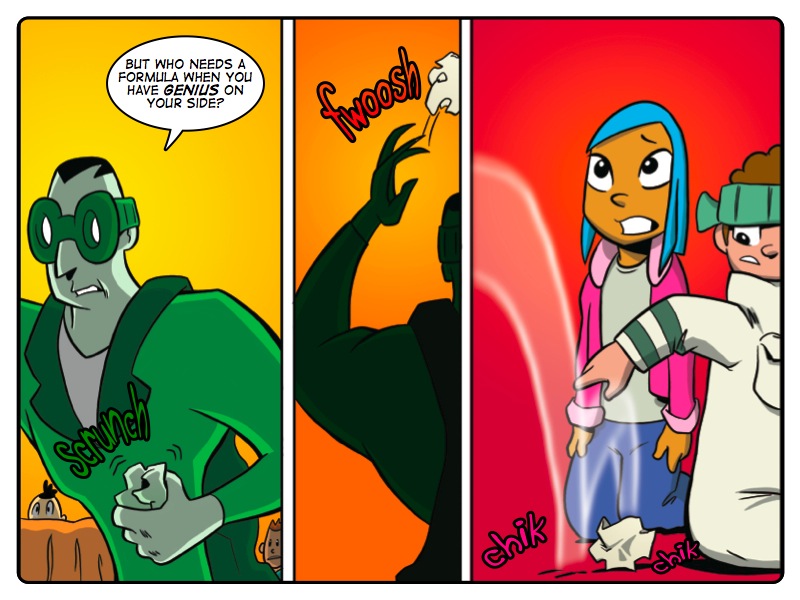 BUT WHO NEEDS A
FORMULA WHEN YOU
HAVE GENIUS ON
YOUR SIDE?
scrunch
fwoosh
chik
chik